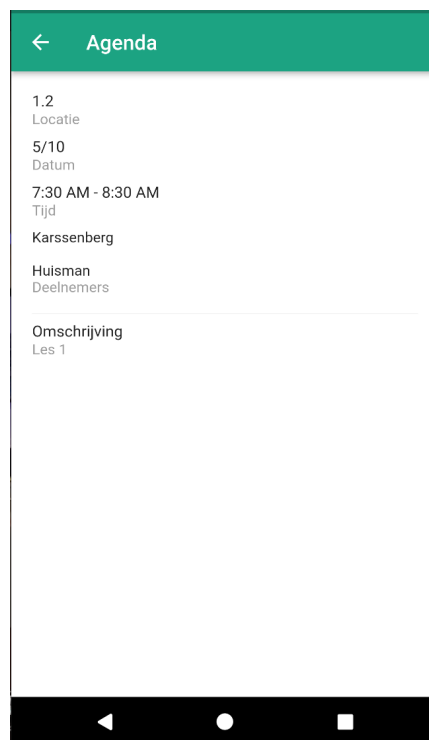 Agenda
1.2
Locatie
5/10
Datum
7:30 AM - 8:30 AM
Tijd
Karssenberg
Huisman
Deelnemers
Omschrijving
Les 1